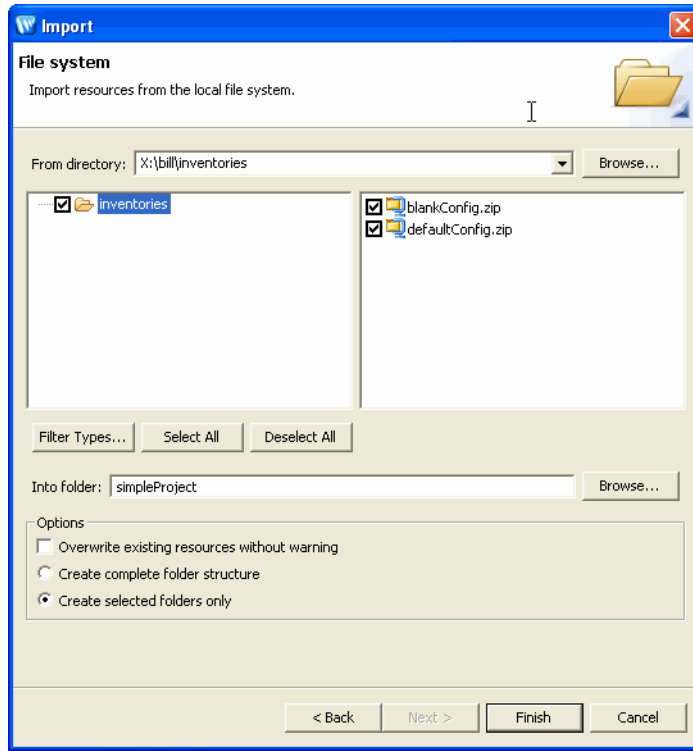 Import
File system
Import resources from the local file system.
From directory: X:\bill\inventories Browse...
inventories
blankConfig.zip
defaultConfig.zip
Filter Types... Select All Deselect All
Into folder: simpleProject Browse...
Options
Overwrite existing resources without warning
Create complete folder structure
Create selected folders only
< Back Next > Finish Cancel